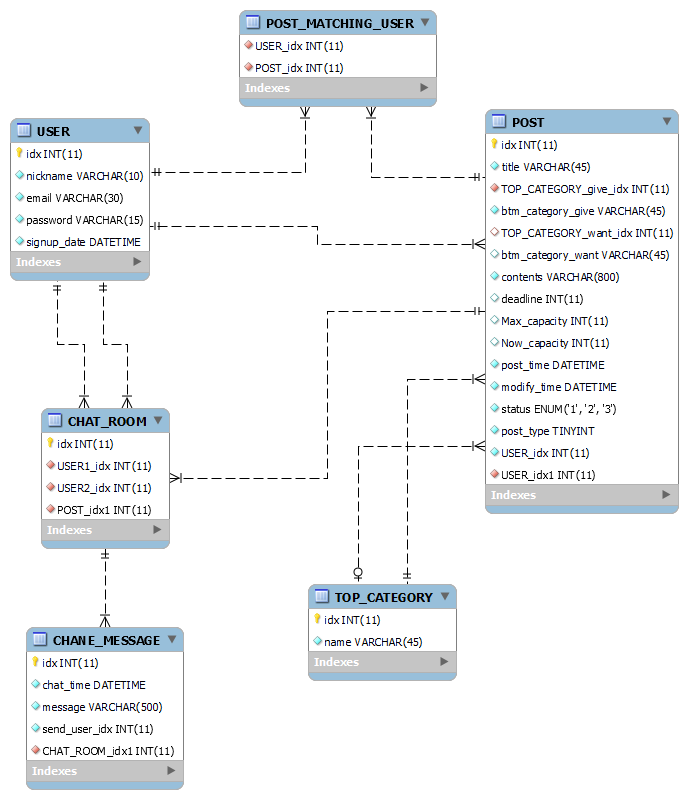 POST_MATCHING_USER
USER_idx INT(11)
POST_idx INT(11)
Indexes
USER
idx INT(11)
nickname VARCHAR(10)
email VARCHAR(30)
password VARCHAR(15)
signup_date DATETIME
Indexes
POST
idx INT(11)
title VARCHAR(45)
TOP_CATEGORY_give_idx INT(11)
btm_category_give VARCHAR(45)
TOP_CATEGORY_want_idx INT(11)
btm_category_want VARCHAR(45)
contents VARCHAR(800)
deadline INT(11)
Max_capacity INT(11)
Now_capacity INT(11)
post_time DATETIME
modify_time DATETIME
status ENUM('1', '2', '3')
post_type TINYINT
USER_idx INT(11)
USER_idx1 INT(11)
Indexes
CHAT_ROOM
idx INT(11)
USER1_idx INT(11)
USER2_idx INT(11)
POST_idx1 INT(11)
Indexes
TOP_CATEGORY
idx INT(11)
name VARCHAR(45)
Indexes
CHANE_MESSAGE
idx INT(11)
chat_time DATETIME
message VARCHAR(500)
send_user_idx INT(11)
CHAT_ROOM_idx1 INT(11)
Indexes